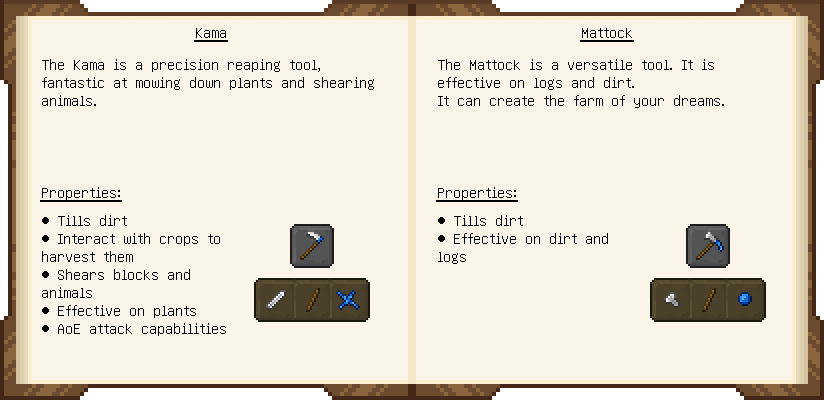 Kama
The Kama is a precision reaping tool,
fantastic at mowing down plants and shearing
animals.
Properties:
● Tills dirt
● Interact with crops to
harvest them
● Shears blocks and
animals
● Effective on plants
● AoE attack capabilities
Mattock
The Mattock is a versatile tool. It is
effective on logs and dirt.
It can create the farm of your dreams.
Properties:
● Tills dirt
● Effective on dirt and
logs